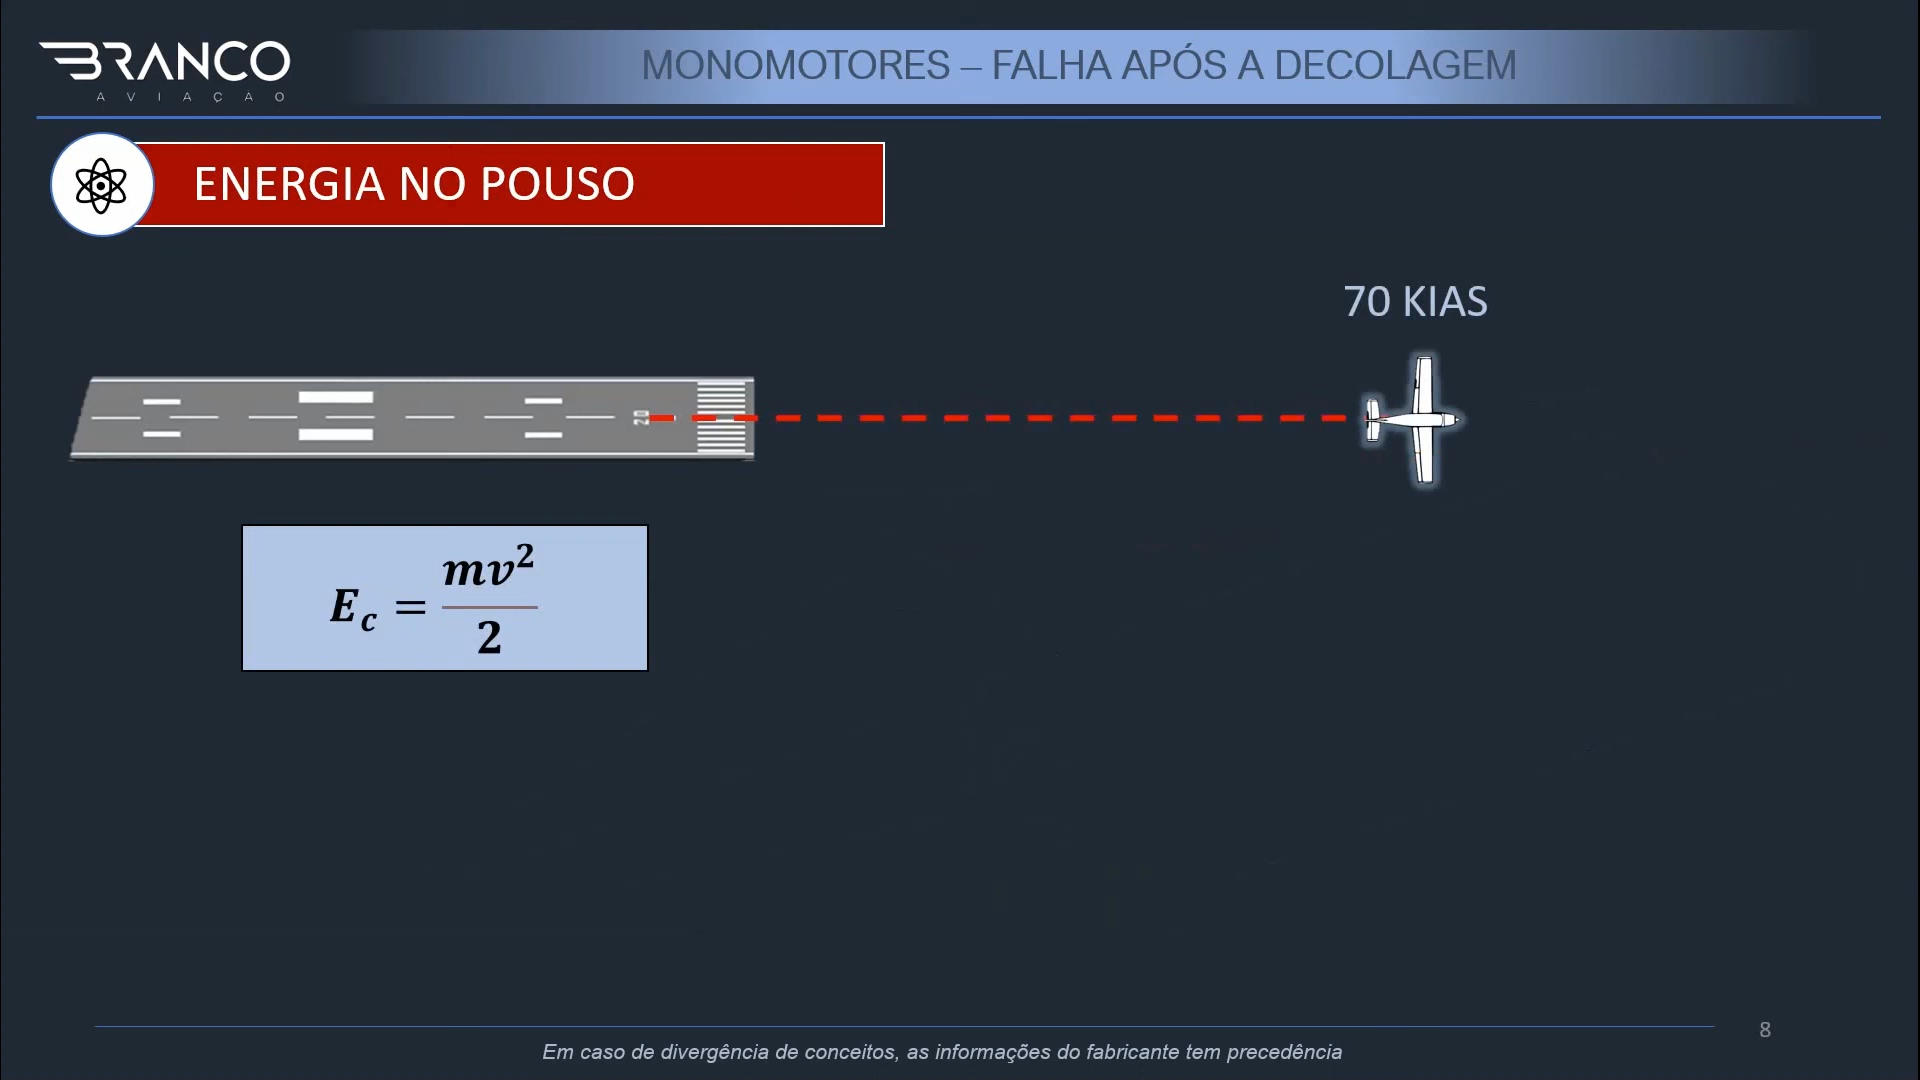 BRANCO
AVIAÇÃO
MONOMOTORES – FALHA APÓS A DECOLAGEM
ENERGIA NO POUSO
70 KIAS
20
E_c = mv²/2
8
Em caso de divergência de conceitos, as informações do fabricante tem precedência